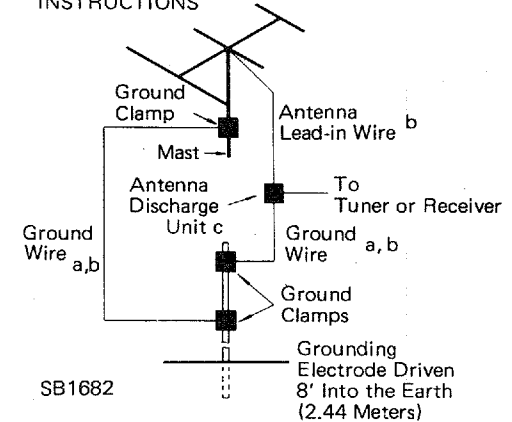 INSTRUCTIONS
Ground
Clamp
Antenna
Lead-in Wire b
Mast
Antenna
Discharge
Unit c
To
Tuner or Receiver
Ground
Wire a,b
Ground
Wire a, b
Ground
Clamps
Grounding
Electrode Driven
8' Into the Earth
(2.44 Meters)
SB1682